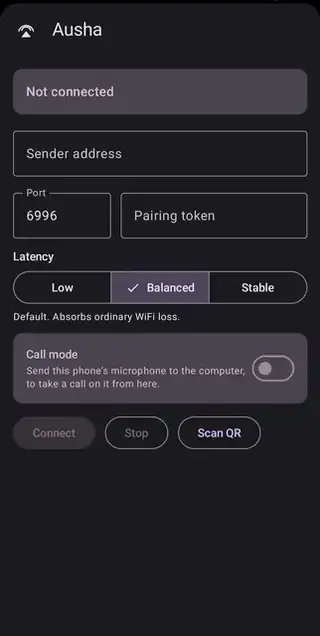 Ausha
Not connected
Sender address
Port
6996
Pairing token
Latency
Low
Balanced
Stable
Default. Absorbs ordinary WiFi loss.
Call mode
Send this phone's microphone to the computer,
to take a call on it from here.
Connect
Stop
Scan QR